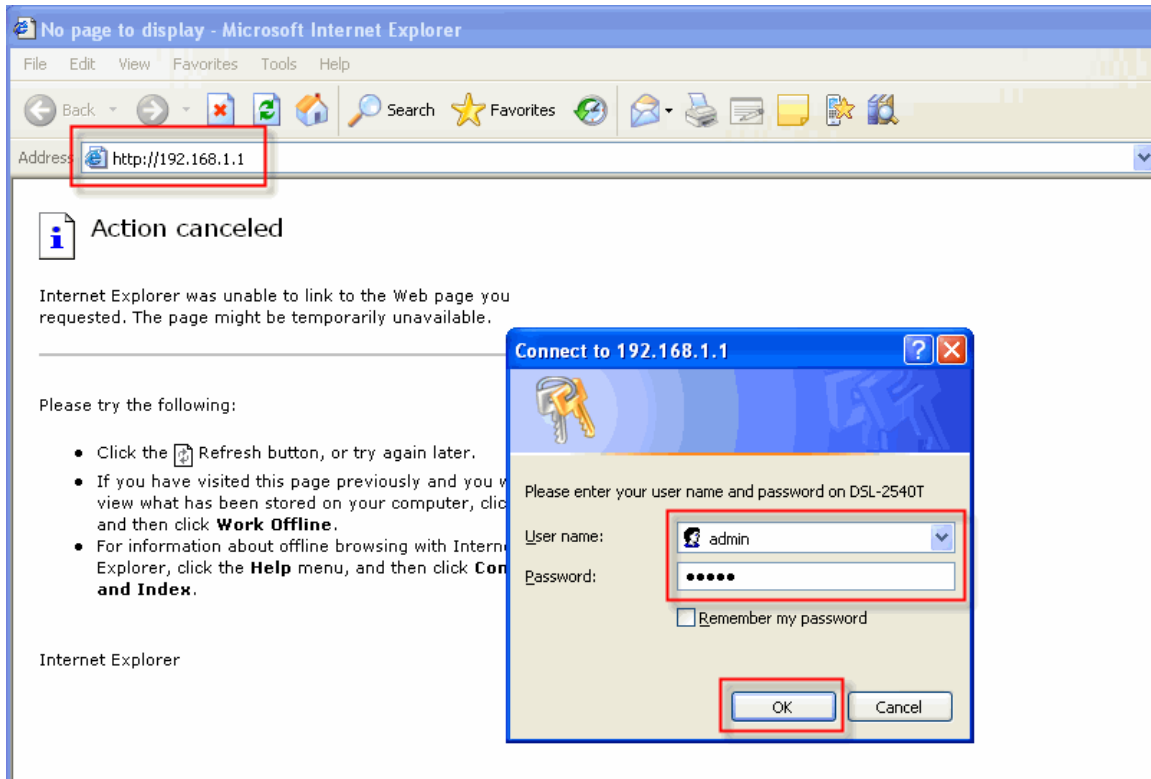 No page to display - Microsoft Internet Explorer
File Edit View Favorites Tools Help
Back Search Favorites
Address http://192.168.1.1
Action canceled
Internet Explorer was unable to link to the Web page you
requested. The page might be temporarily unavailable.
Please try the following:
Click the Refresh button, or try again later.
If you have visited this page previously and you
view what has been stored on your computer,
and then click Work Offline.
For information about offline browsing with
Explorer, click the Help menu, and then click
and Index.
Internet Explorer
Connect to 192.168.1.1
Please enter your user name and password on DSL-2540T
User name: admin
Password: •••••
Remember my password
OK Cancel